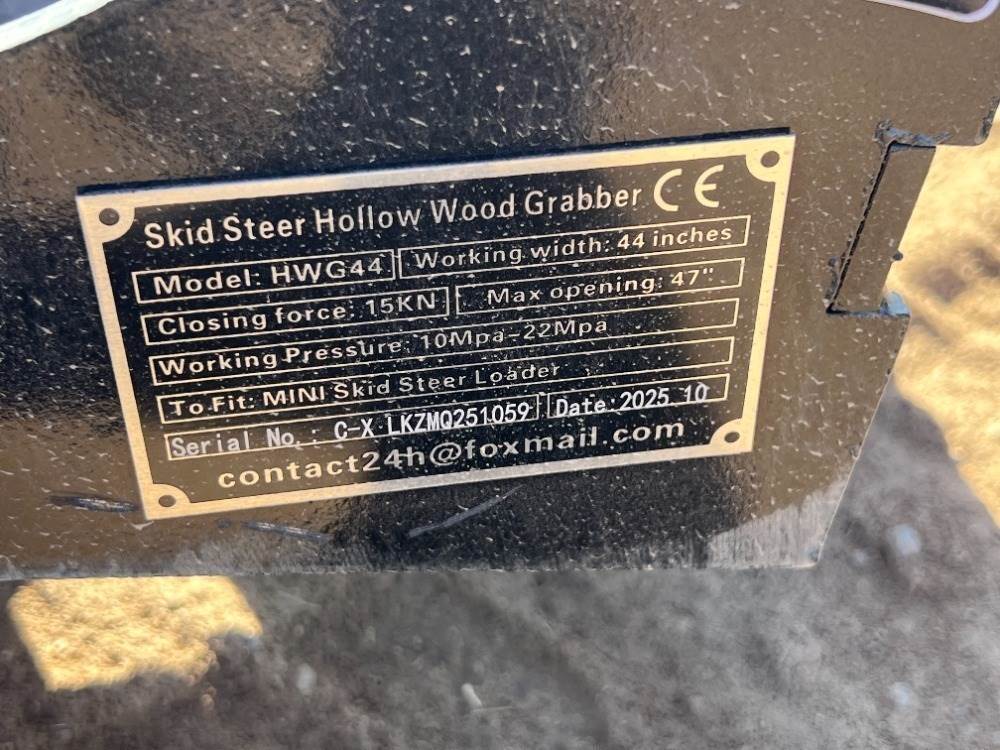 Skid Steer Hollow Wood Grabber CE
Model: HWG44 Working width: 44 inches
Closing force: 15KN Max opening: 47"
Working Pressure: 10Mpa-22Mpa
To Fit: MINI Skid Steer Loader
Serial No.: C-X LKZMQ251059 Date:2025 10
contact24h@foxmail.com